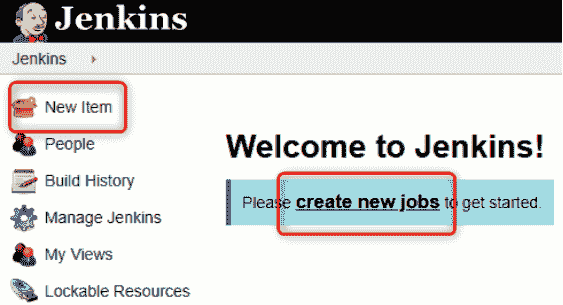 Jenkins
Jenkins
New Item
People
Build History
Manage Jenkins
My Views
Lockable Resources
Welcome to Jenkins!
Please create new jobs to get started.